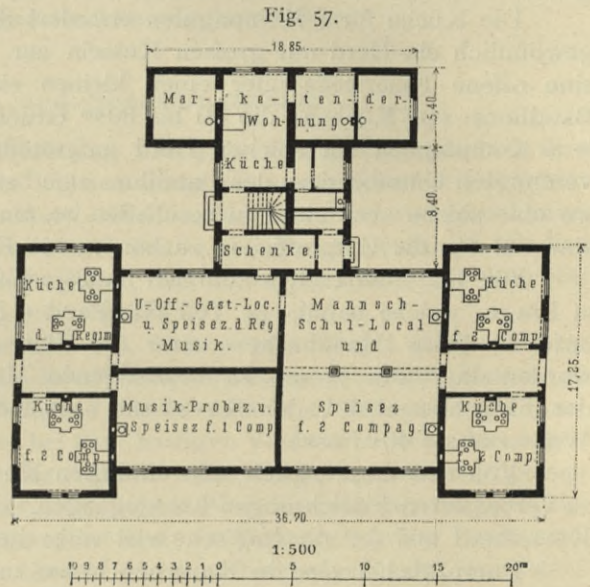 Fig. 57.
18,85
Mar- ke- ten- der-
Woh- nung
5,40
Küche
8,40
Schenke
Küche
d. Regim
U.-Off.-Gast-Loc.
u. Speisez. d. Reg.
Musik.
Mannsch-
Schul-Local
und
Küche
f. 2 Comp
17,25
Küche
f. 2 Comp
Musik-Probez. u.
Speisez f. 1 Comp
Speisez
f. 2 Compag.
Küche
f. 2 Comp
36,70
1:500
10 9 8 7 6 5 4 3 2 1 0 5 10 15 20m